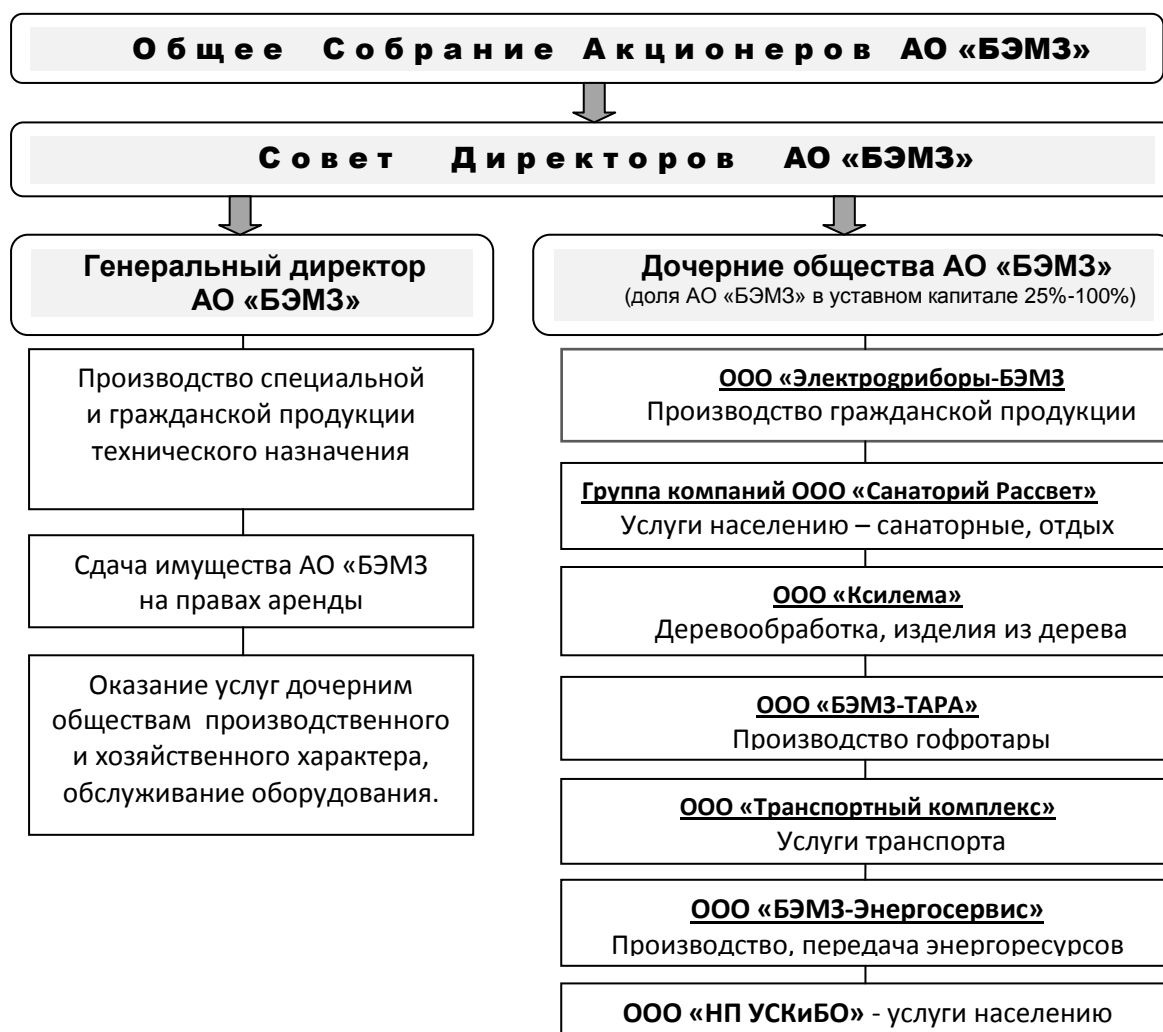 Общее Собрание Акционеров АО «БЭМЗ»
Совет Директоров АО «БЭМЗ»
Генеральный директор
АО «БЭМЗ»
Производство специальной
и гражданской продукции
технического назначения
Сдача имущества АО «БЭМЗ
на правах аренды
Оказание услуг дочерним
обществам производственного
и хозяйственного характера,
обслуживание оборудования.
Дочерние общества АО «БЭМЗ»
(доля АО «БЭМЗ» в уставном капитале 25%-100%)
ООО «Электроgриборы-БЭМЗ
Производство гражданской продукции
Группа компаний ООО «Санаторий Рассвет»
Услуги населению – санаторные, отдых
ООО «Ксилема»
Деревообработка, изделия из дерева
ООО «БЭМЗ-ТАРА»
Производство гофротары
ООО «Транспортный комплекс»
Услуги транспорта
ООО «БЭМЗ-Энергосервис»
Производство, передача энергоресурсов
ООО «НП УСКиБО» - услуги населению